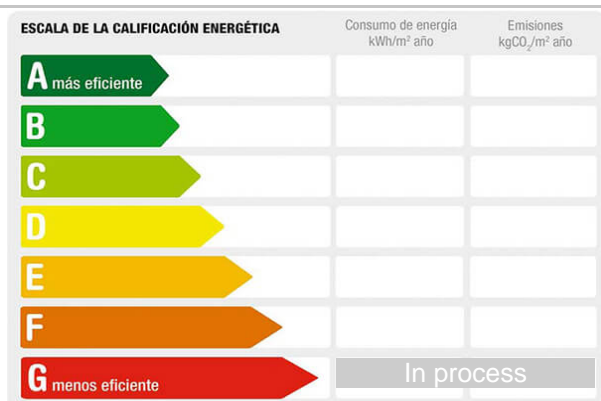 ESCALA DE LA CALIFICACIÓN ENERGÉTICA
Consumo de energía
kWh/m² año
Emisiones
kgCO₂/m² año
A más eficiente
B
C
D
E
F
G menos eficiente
In process